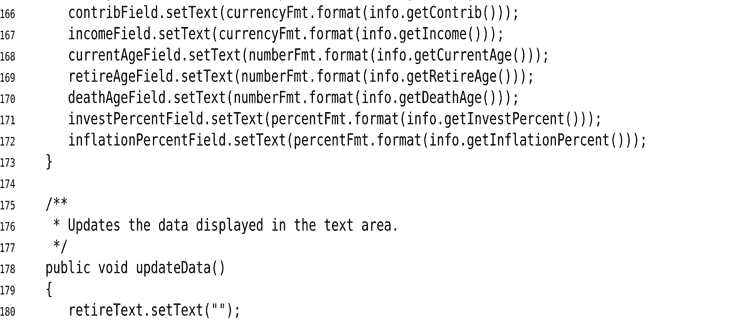 166 contribField.setText(currencyFmt.format(info.getContrib()));
167 incomeField.setText(currencyFmt.format(info.getIncome()));
168 currentAgeField.setText(numberFmt.format(info.getCurrentAge()));
169 retireAgeField.setText(numberFmt.format(info.getRetireAge()));
170 deathAgeField.setText(numberFmt.format(info.getDeathAge()));
171 investPercentField.setText(percentFmt.format(info.getInvestPercent()));
172 inflationPercentField.setText(percentFmt.format(info.getInflationPercent()));
173 }
174
175 /**
176 * Updates the data displayed in the text area.
177 */
178 public void updateData()
179 {
180 retireText.setText("");